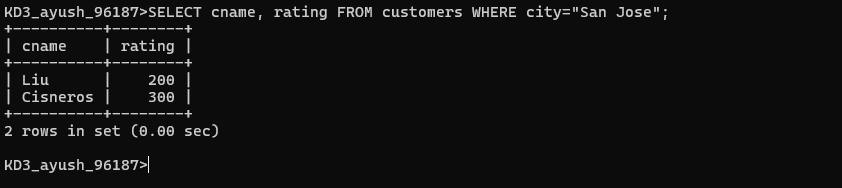 KD3_ayush_96187>SELECT cname, rating FROM customers WHERE city="San Jose";
+----------+--------+
| cname    | rating |
+----------+--------+
| Liu      |    200 |
| Cisneros |    300 |
+----------+--------+
2 rows in set (0.00 sec)
KD3_ayush_96187>